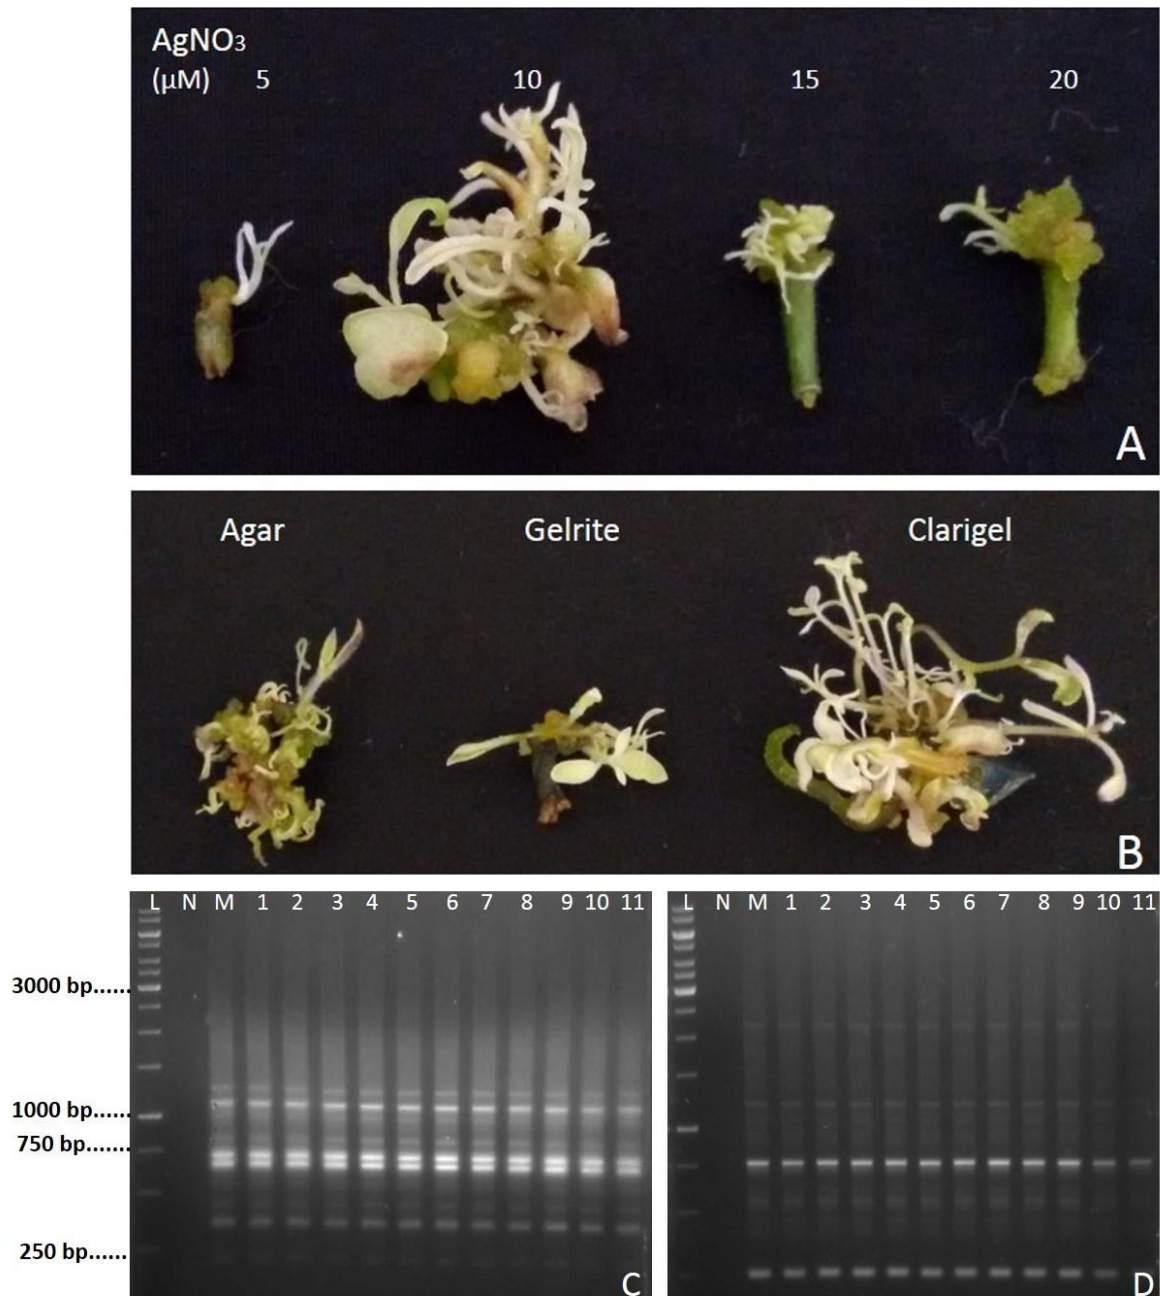 AgNO3
(µM) 5 10 15 20
A
Agar Gelrite Clarigel
B
L N M 1 2 3 4 5 6 7 8 9 10 11
L N M 1 2 3 4 5 6 7 8 9 10 11
3000 bp......
1000 bp......
750 bp.......
250 bp......
C
D